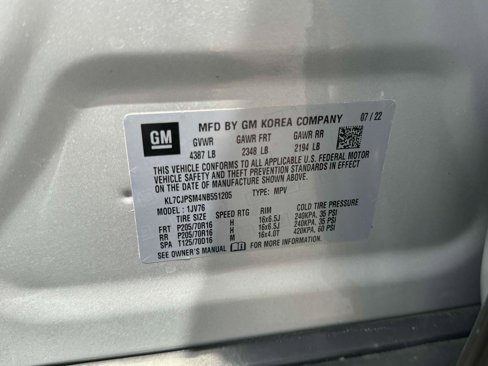 GM
MFD BY GM KOREA COMPANY 07/22
GVWR GAWR FRT GAWR RR
4387 LB 2348 LB 2194 LB
THIS VEHICLE CONFORMS TO ALL APPLICABLE U.S. FEDERAL MOTOR
VEHICLE SAFETY AND THEFT PREVENTION STANDARDS IN EFFECT
ON THE DATE OF MANUFACTURE SHOWN ABOVE.
KL7CJPSM4NB551205 TYPE: MPV
MODEL: 1JV76
TIRE SIZE SPEED RTG RIM COLD TIRE PRESSURE
FRT P205/70R16 H 16x6.5J 240KPA, 35 PSI
RR P205/70R16 H 16x6.5J 240KPA, 35 PSI
SPA T125/70D16 M 16x4.0T 420KPA, 60 PSI
SEE OWNER'S MANUAL FOR MORE INFORMATION.